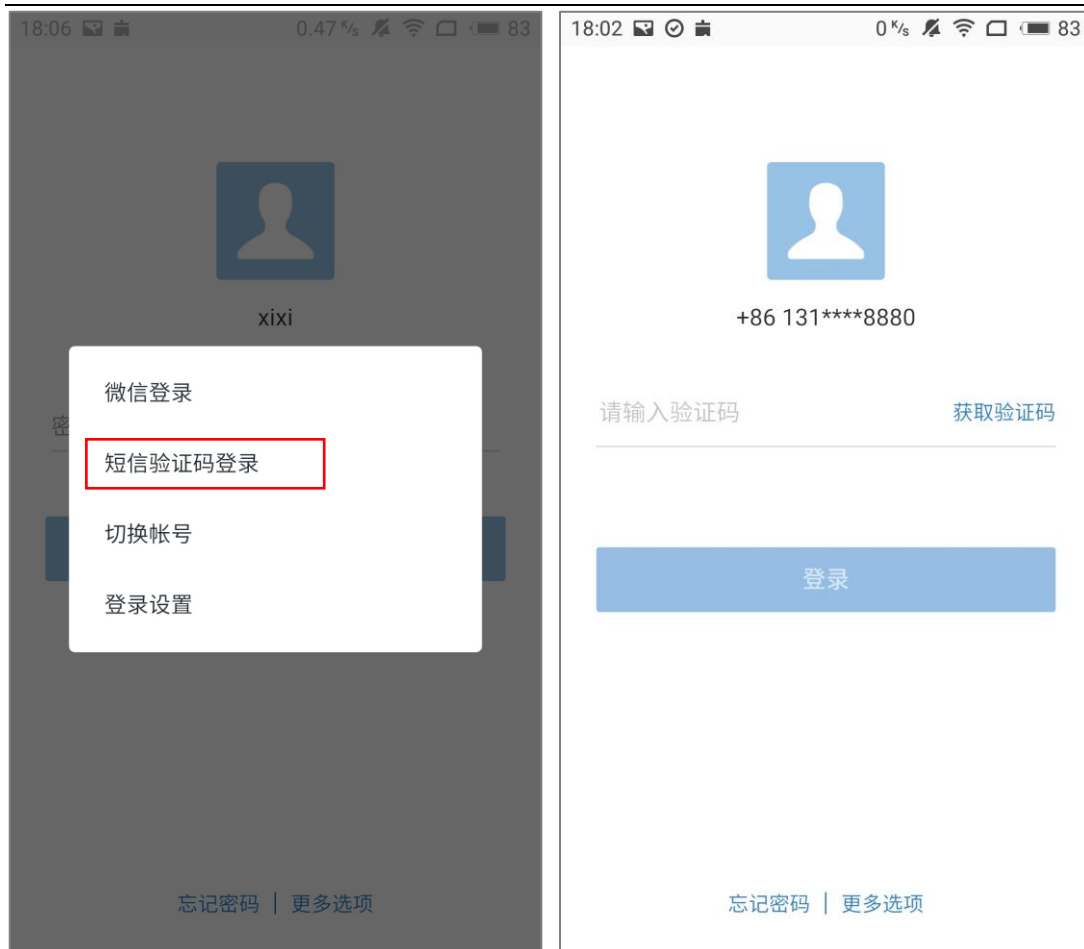 18:06
0.47 K/s
83
xixi
密
微信登录
短信验证码登录
切换帐号
登录设置
忘记密码 | 更多选项
18:02
0 K/s
83
+86 131****8880
请输入验证码
获取验证码
登录
忘记密码 | 更多选项